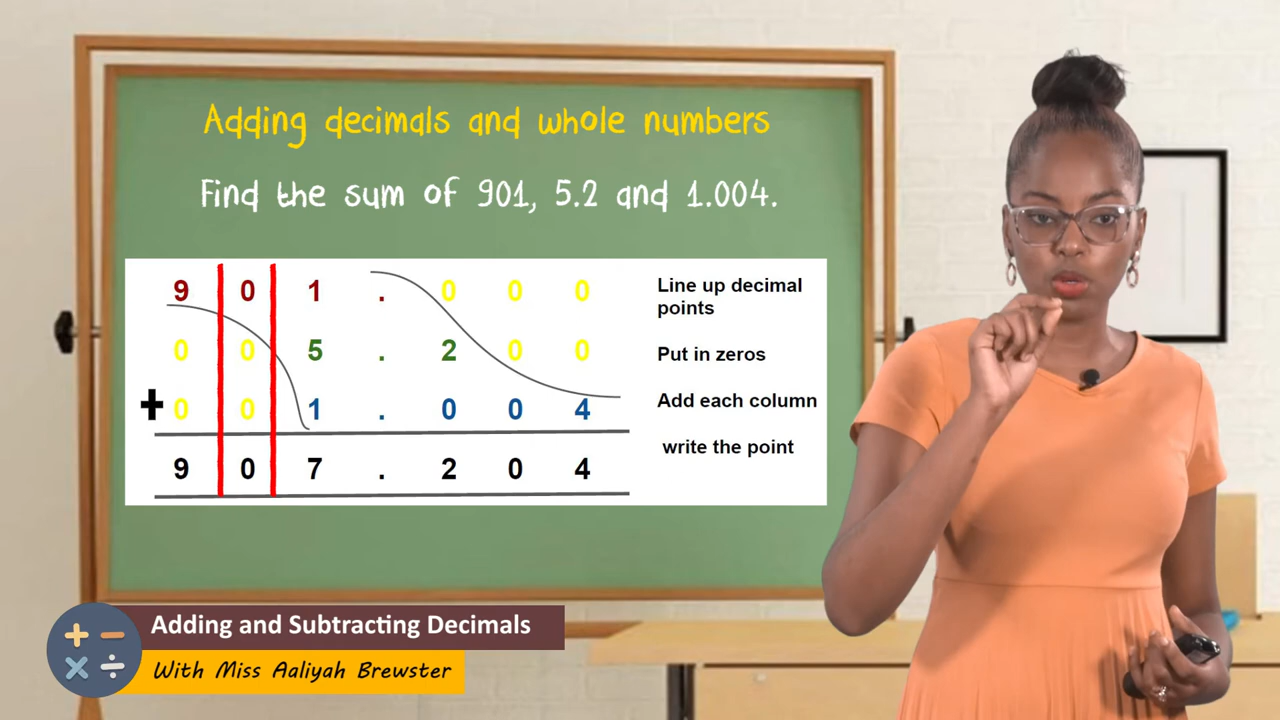 Adding decimals and whole numbers
Find the sum of 901, 5.2 and 1.004.
9 0 1 . 0 0 0
0 0 5 . 2 0 0
+ 0 0 1 . 0 0 4
9 0 7 . 2 0 4
Line up decimal
points
Put in zeros
Add each column
write the point
Adding and Subtracting Decimals
With Miss Aaliyah Brewster